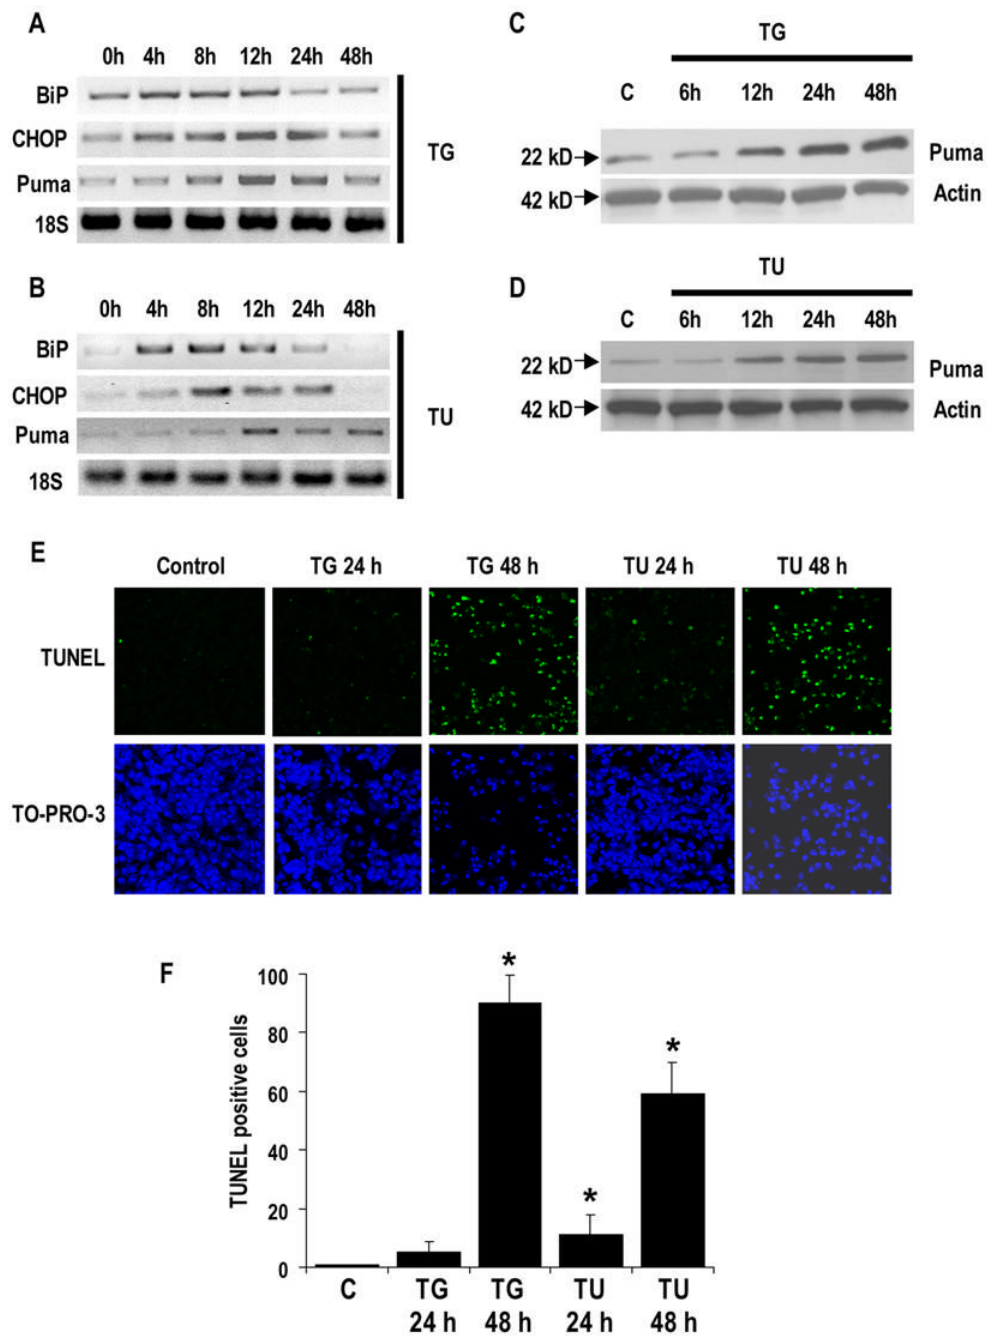 A
0h 4h 8h 12h 24h 48h
BiP
CHOP
Puma
18S
TG
B
0h 4h 8h 12h 24h 48h
BiP
CHOP
Puma
18S
TU
C
TG
C 6h 12h 24h 48h
22 kD
Puma
42 kD
Actin
D
TU
C 6h 12h 24h 48h
22 kD
Puma
42 kD
Actin
E
Control TG 24 h TG 48 h TU 24 h TU 48 h
TUNEL
TO-PRO-3
F
TUNEL positive cells
100
80
60
40
20
0
* * *
C TG TG TU TU
24 h 48 h 24 h 48 h